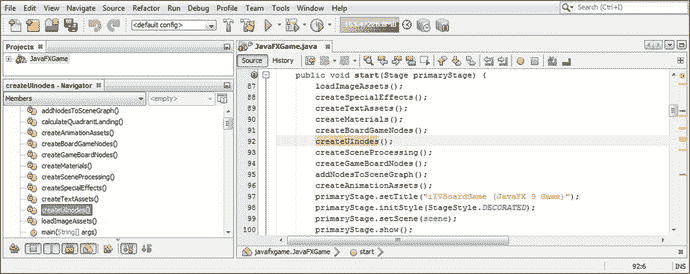 File Edit View Navigate Source Refactor Run Debug Profile Team Tools Window Help
Search (Ctrl+I)
<default config>
Projects
JavaFXGame
createUInodes - Navigator
Members
<empty>
addNodesToSceneGraph()
calculateQuadrantLanding()
createAnimationAssets()
createBoardGameNodes()
createGameBoardNodes()
createMaterials()
createSceneProcessing()
createSpecialEffects()
createTextAssets()
createUInodes()
loadImageAssets()
main(String[] args)
JavaFXGame.java
Source History
public void start(Stage primaryStage) {
87 loadImageAssets();
88 createSpecialEffects();
89 createTextAssets();
90 createMaterials();
91 createBoardGameNodes();
92 createUInodes();
93 createSceneProcessing();
94 createGameBoardNodes();
95 addNodesToSceneGraph();
96 createAnimationAssets();
97 primaryStage.setTitle("iTVBoardGame (JavaFX 9 Game)");
98 primaryStage.initStyle(StageStyle.DECORATED);
99 primaryStage.setScene(scene);
100 primaryStage.show();
javafxgame.JavaFXGame
start
92:6
INS